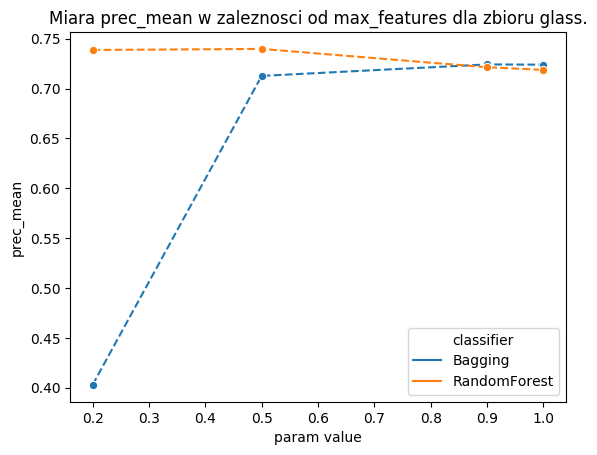 Miara prec_mean w zaleznosci od max_features dla zbioru glass.
0.75
0.70
0.65
0.60
0.55
0.50
0.45
0.40
prec_mean
classifier
Bagging
RandomForest
0.2 0.3 0.4 0.5 0.6 0.7 0.8 0.9 1.0
param value